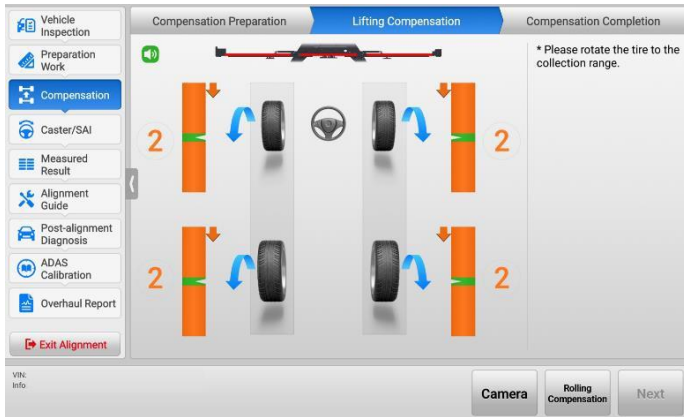 Vehicle
Inspection
Preparation
Work
Compensation
Caster/SAI
Measured
Result
Alignment
Guide
Post-alignment
Diagnosis
ADAS
Calibration
Overhaul Report
Exit Alignment
Compensation Preparation
Lifting Compensation
Compensation Completion
* Please rotate the tire to the
collection range.
2
2
2
2
VIN:
Info
Camera
Rolling
Compensation
Next